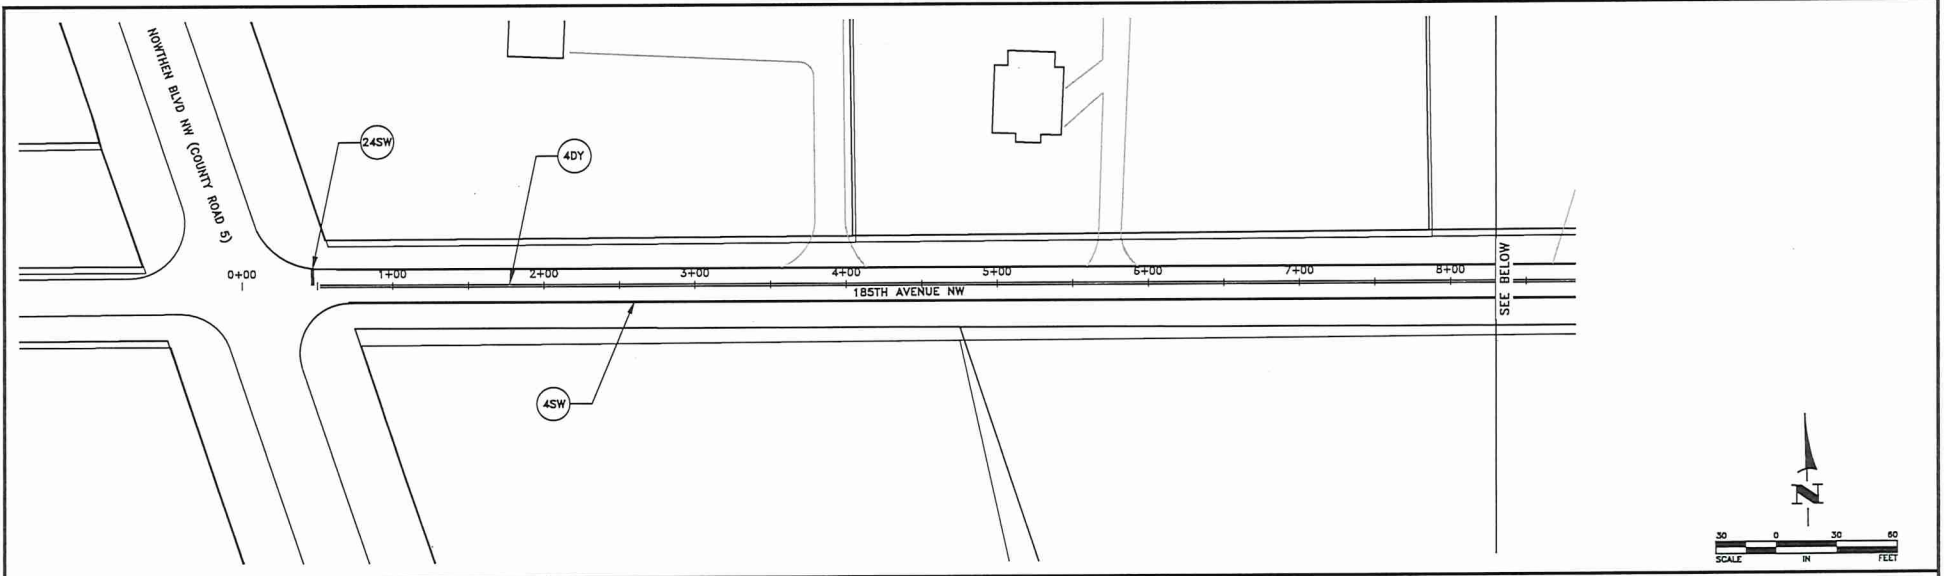 NOWTHEN BLVD NW (COUNTY ROAD 5)
24SW
4DY
0+00
1+00
2+00
3+00
4+00
5+00
6+00
7+00
8+00
185TH AVENUE NW
SEE BELOW
4SW
N
30 0 30 60
SCALE IN FEET